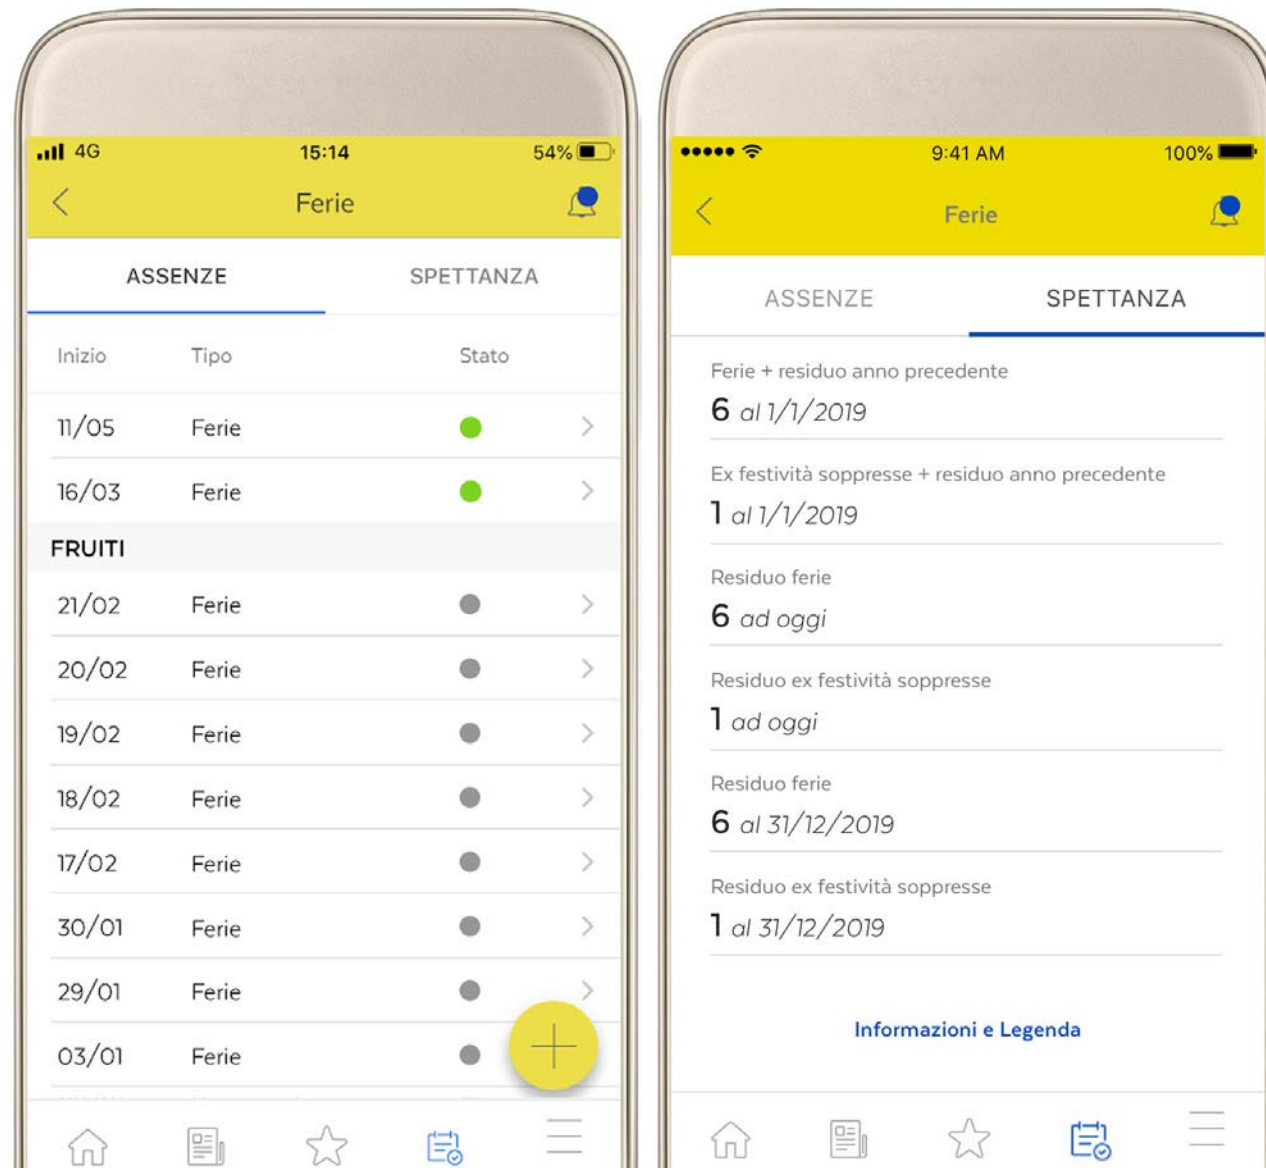 4G 15:14 54%
Ferie
ASSENZE SPETTANZA
Inizio Tipo Stato
11/05 Ferie
16/03 Ferie
FRUITI
21/02 Ferie
20/02 Ferie
19/02 Ferie
18/02 Ferie
17/02 Ferie
30/01 Ferie
29/01 Ferie
03/01 Ferie
9:41 AM 100%
Ferie
ASSENZE SPETTANZA
Ferie + residuo anno precedente
6 al 1/1/2019
Ex festività soppresse + residuo anno precedente
1 al 1/1/2019
Residuo ferie
6 ad oggi
Residuo ex festività soppresse
1 ad oggi
Residuo ferie
6 al 31/12/2019
Residuo ex festività soppresse
1 al 31/12/2019
Informazioni e Legenda